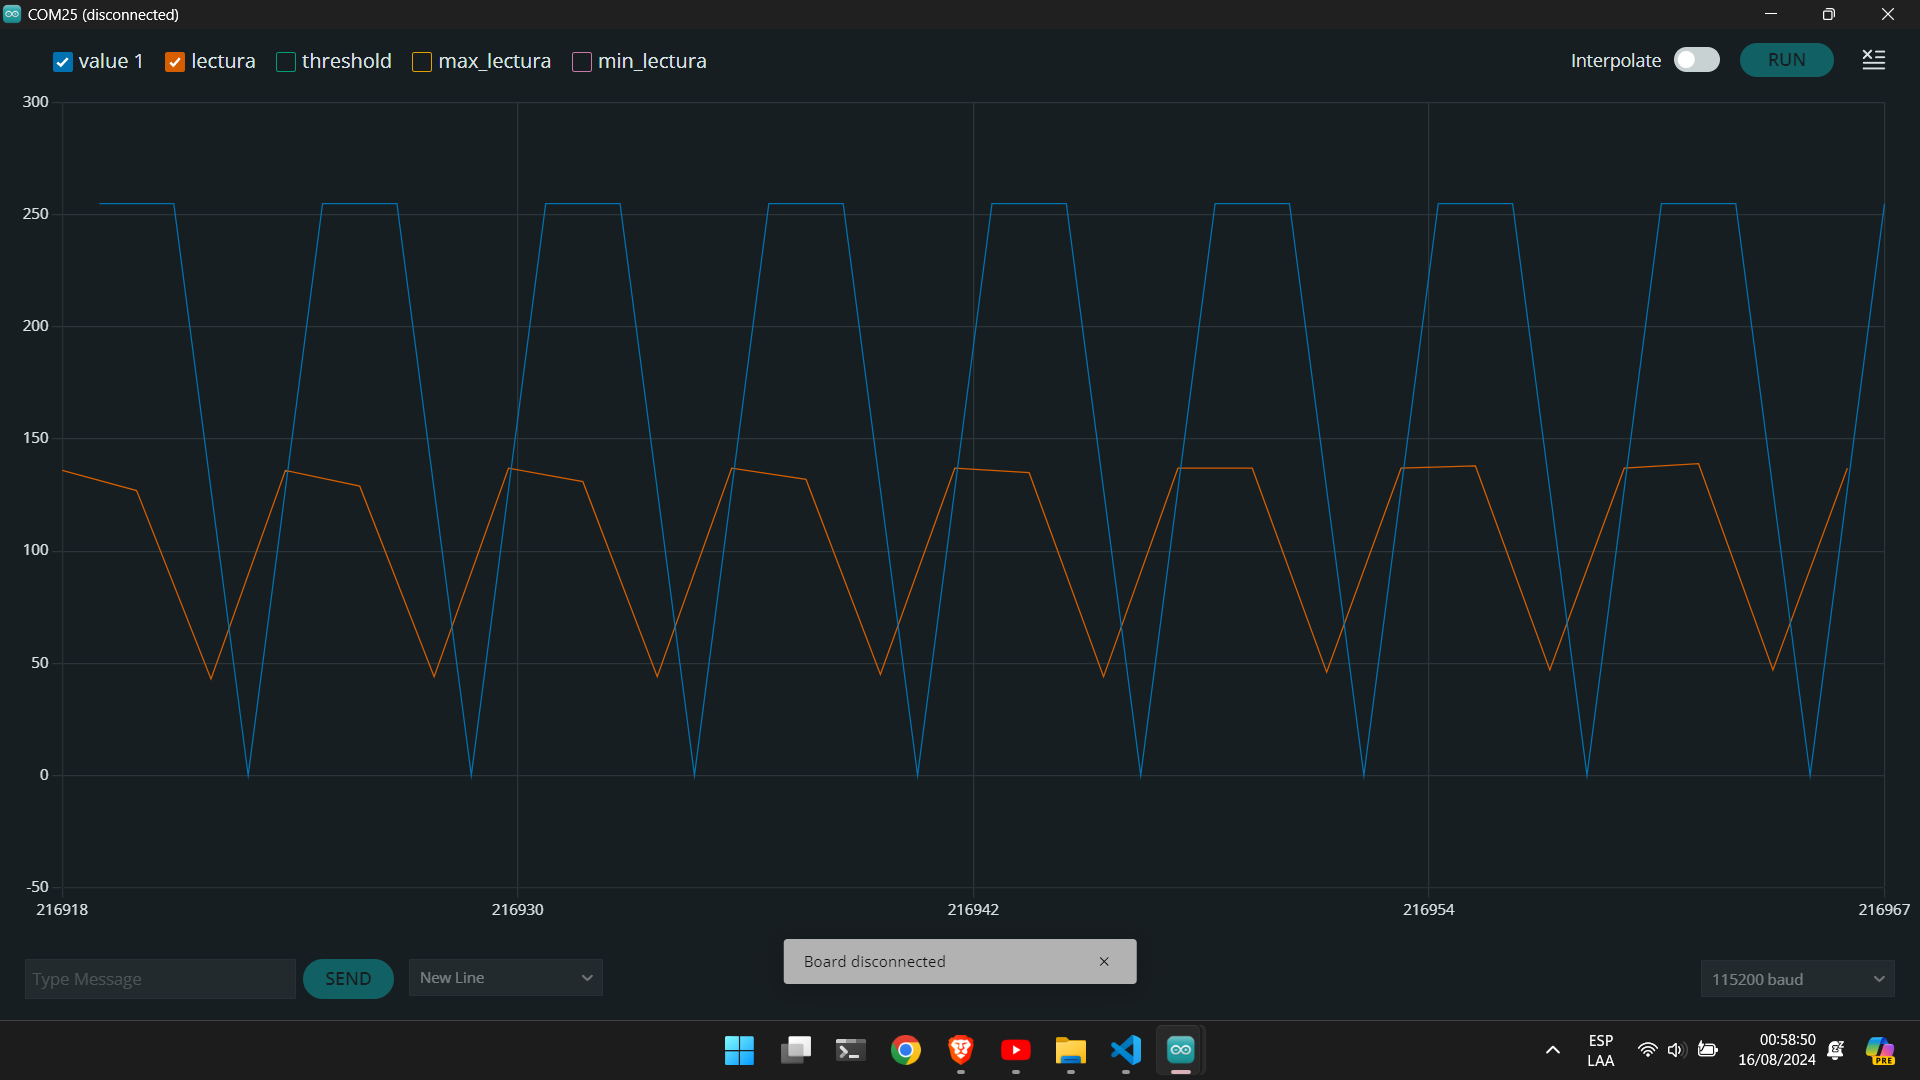 COM25 (disconnected)
value 1 lectura threshold max_lectura min_lectura
Interpolate RUN
300
250
200
150
100
50
0
-50
216918 216930 216942 216954 216967
Board disconnected
Type Message SEND New Line 115200 baud
ESP
LAA
00:58:50
16/08/2024
PRE